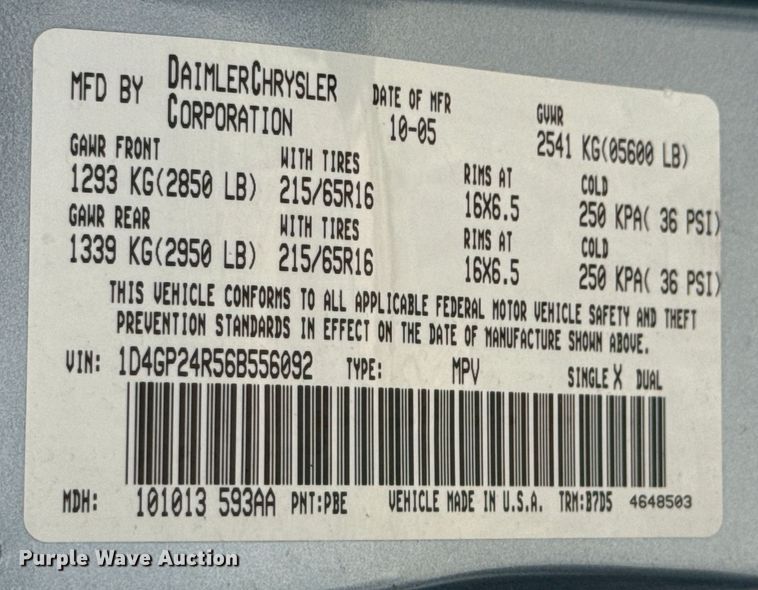 MFD BY DAIMLERCHRYSLER CORPORATION DATE OF MFR 10-05 GVWR 2541 KG(05600 LB)
GAWR FRONT WITH TIRES RIMS AT COLD
1293 KG(2850 LB) 215/65R16 16X6.5 250 KPA( 36 PSI)
GAWR REAR WITH TIRES RIMS AT COLD
1339 KG(2950 LB) 215/65R16 16X6.5 250 KPA( 36 PSI)
THIS VEHICLE CONFORMS TO ALL APPLICABLE FEDERAL MOTOR VEHICLE SAFETY AND THEFT
PREVENTION STANDARDS IN EFFECT ON THE DATE OF MANUFACTURE SHOWN ABOVE.
VIN: 1D4GP24R56B556092 TYPE: MPV SINGLE X DUAL
MDH: 101013 593AA PNT:PBE VEHICLE MADE IN U.S.A. TRM:B7D5 4648503
Purple Wave Auction